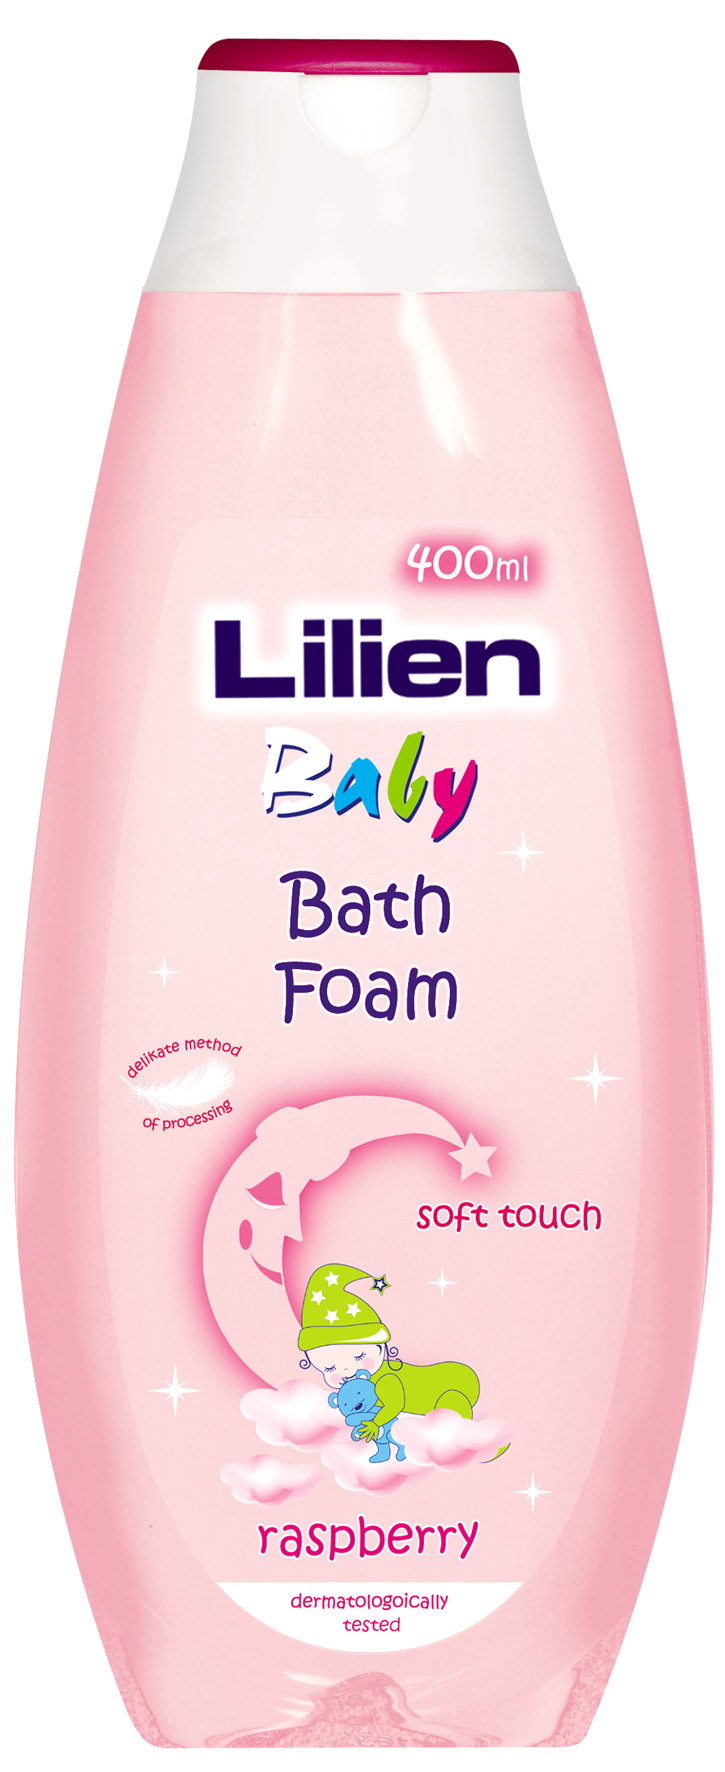 400ml
Lilien
Baby
Bath
Foam
delikate method
of processing
soft touch
raspberry
dermatologoically
tested